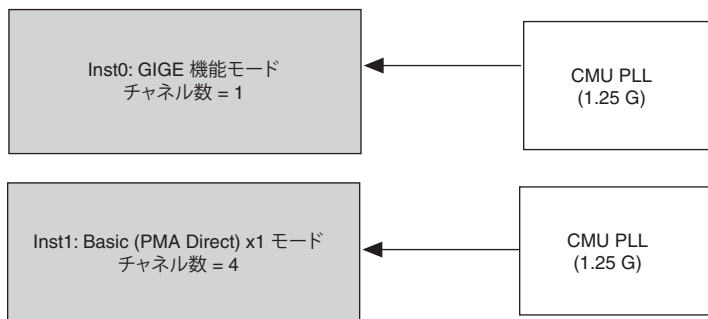 Inst0: GIGE 機能モード
チャネル数 = 1
CMU PLL
(1.25 G)
Inst1: Basic (PMA Direct) x1 モード
チャネル数 = 4
CMU PLL
(1.25 G)